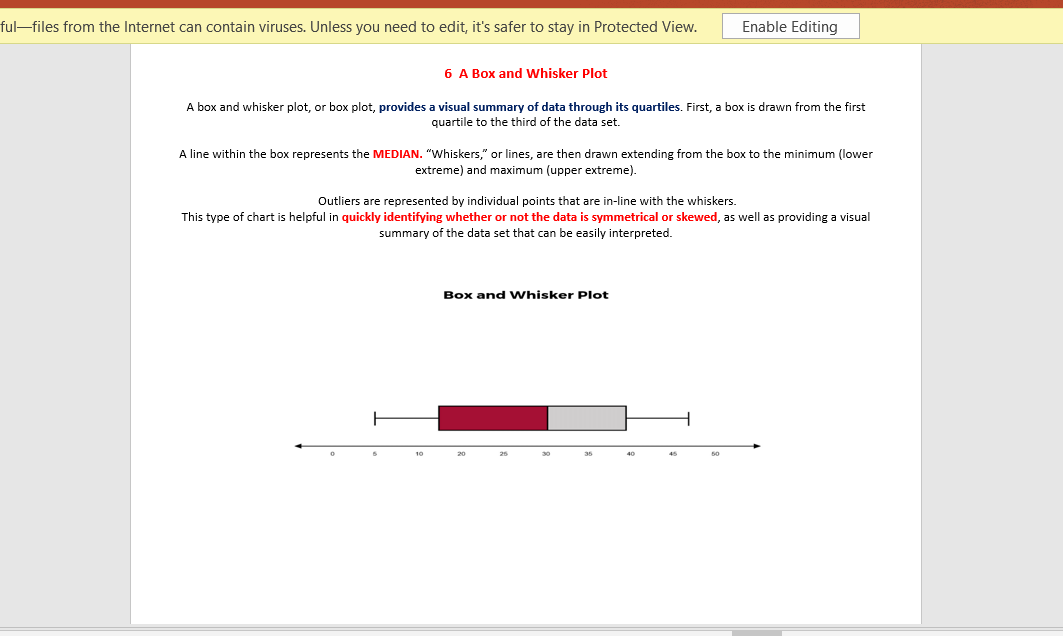 ful—files from the Internet can contain viruses. Unless you need to edit, it's safer to stay in Protected View. Enable Editing
6 A Box and Whisker Plot
A box and whisker plot, or box plot, provides a visual summary of data through its quartiles. First, a box is drawn from the first
quartile to the third of the data set.
A line within the box represents the MEDIAN. “Whiskers,” or lines, are then drawn extending from the box to the minimum (lower
extreme) and maximum (upper extreme).
Outliers are represented by individual points that are in-line with the whiskers.
This type of chart is helpful in quickly identifying whether or not the data is symmetrical or skewed, as well as providing a visual
summary of the data set that can be easily interpreted.
Box and Whisker Plot
0 5 10 20 25 30 35 40 45 50